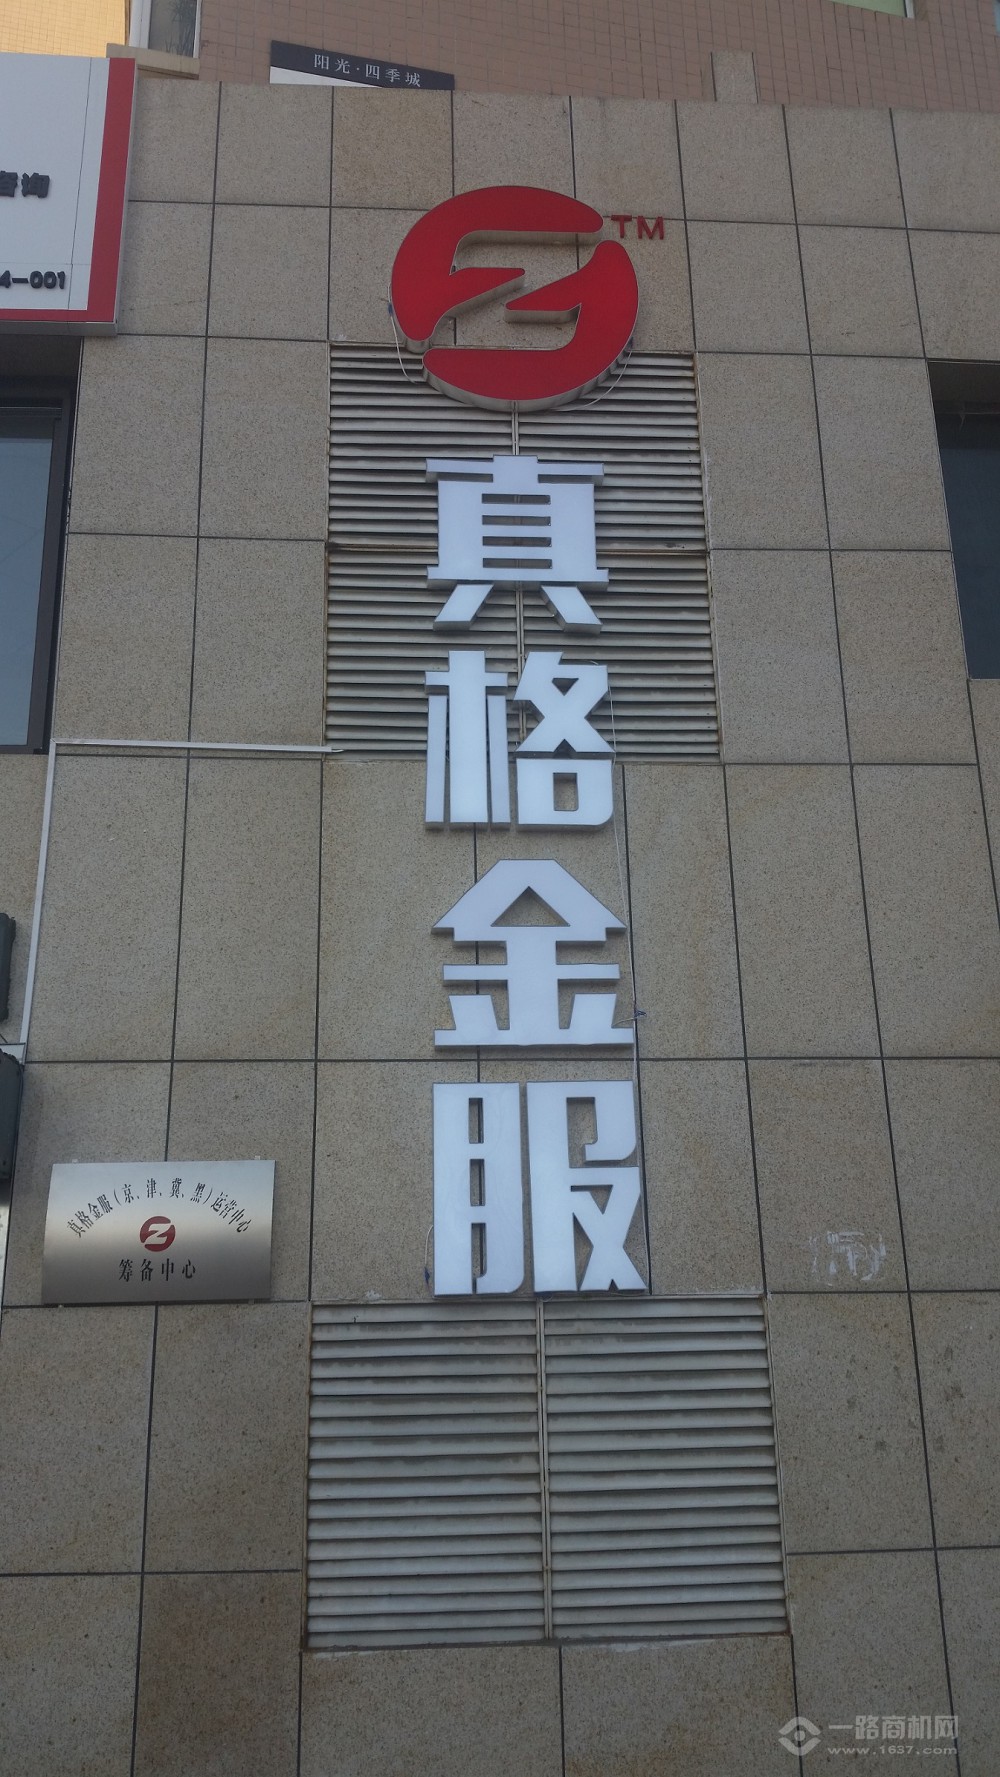 阳光·四季城
咨询
4-001
TM
真格金服
真格金服（京、津、冀、黑）运营中心
筹备中心
一路商机网
www.1637.com